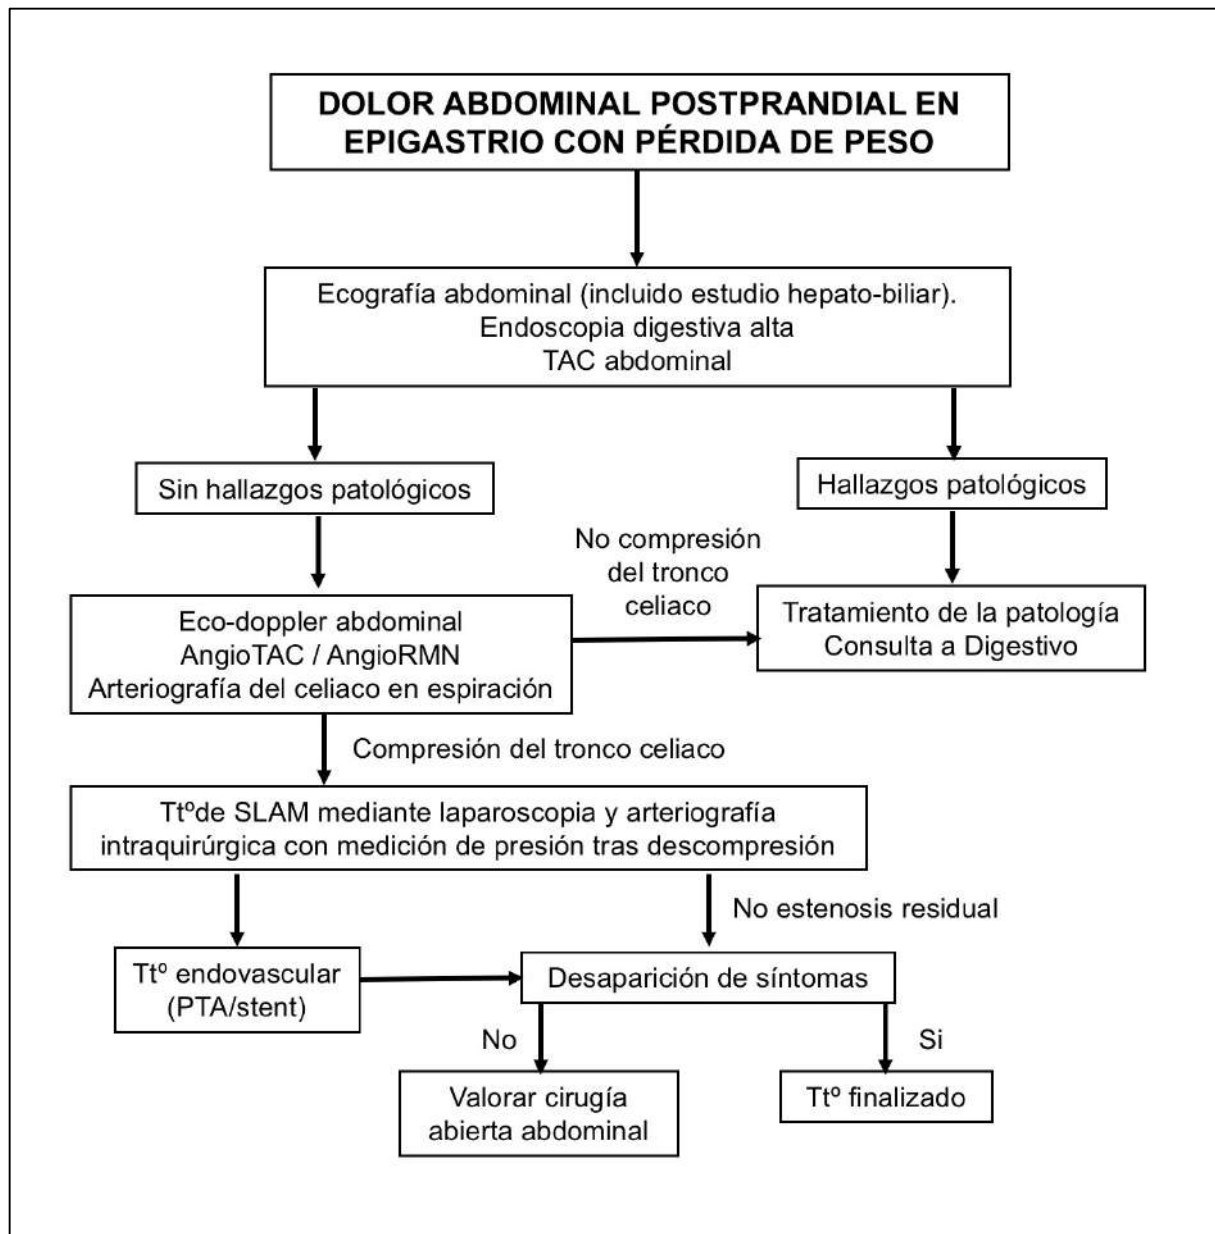 DOLOR ABDOMINAL POSTPRANDIAL EN
EPIGASTRIO CON PÉRDIDA DE PESO
Ecografía abdominal (incluido estudio hepato-biliar).
Endoscopia digestiva alta
TAC abdominal
Sin hallazgos patológicos
Hallazgos patológicos
No compresión
del tronco
celiaco
Eco-doppler abdominal
AngioTAC / AngioRMN
Arteriografía del celiaco en espiración
Tratamiento de la patología
Consulta a Digestivo
Compresión del tronco celiaco
Ttºde SLAM mediante laparoscopia y arteriografía
intraquirúrgica con medición de presión tras descompresión
No estenosis residual
Ttº endovascular
(PTA/stent)
Desaparición de síntomas
No
Si
Valorar cirugía
abierta abdominal
Ttº finalizado